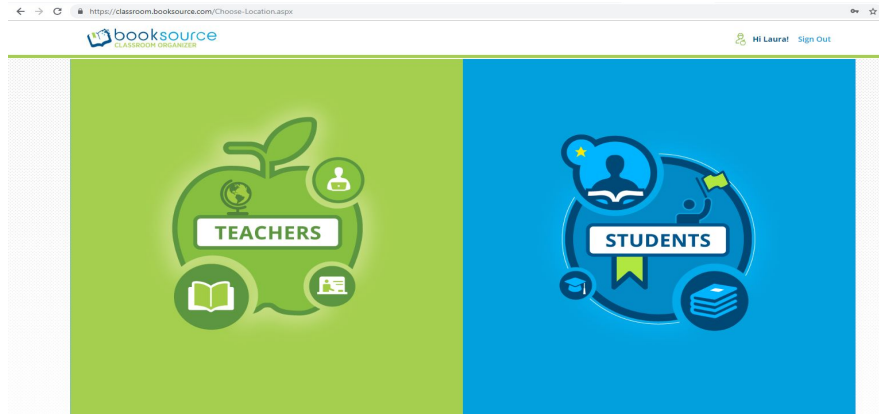 https://classroom.booksource.com/Choose-Location.aspx
booksource
CLASSROOM ORGANIZER
Hi Laura! Sign Out
TEACHERS
STUDENTS